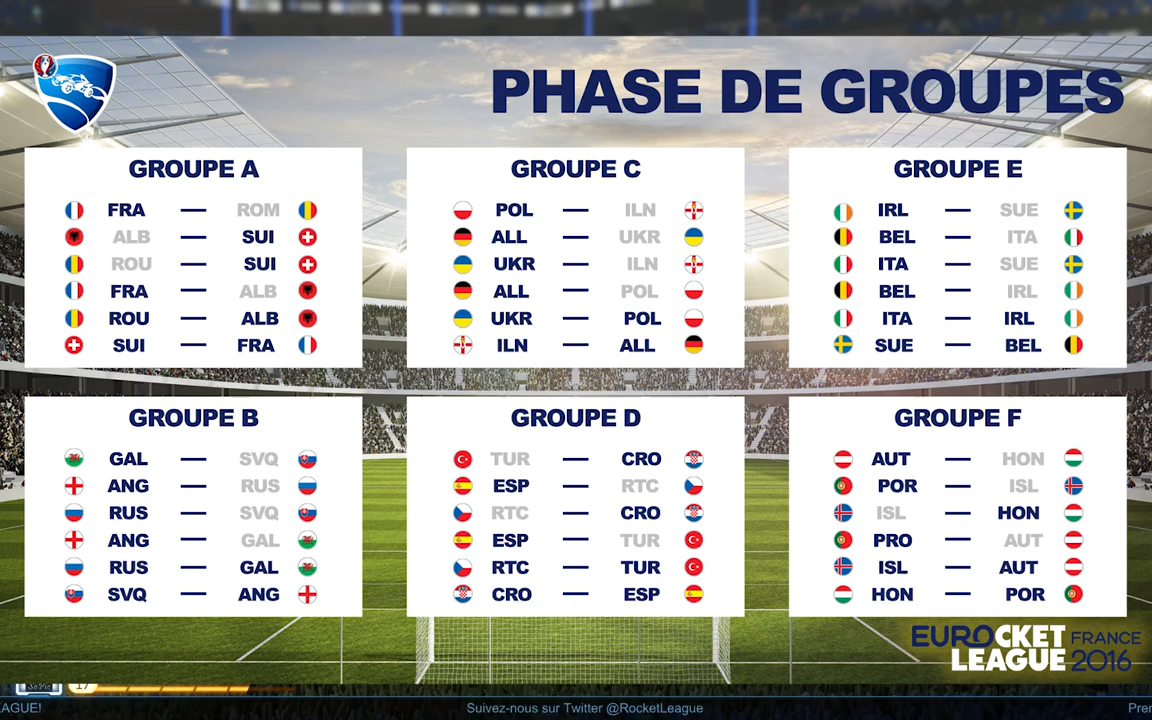 PHASE DE GROUPES
GROUPE A
FRA — ROM
ALB — SUI
ROU — SUI
FRA — ALB
ROU — ALB
SUI — FRA
GROUPE C
POL — ILN
ALL — UKR
UKR — ILN
ALL — POL
UKR — POL
ILN — ALL
GROUPE E
IRL — SUE
BEL — ITA
ITA — SUE
BEL — IRL
ITA — IRL
SUE — BEL
GROUPE B
GAL — SVQ
ANG — RUS
RUS — SVQ
ANG — GAL
RUS — GAL
SVQ — ANG
GROUPE D
TUR — CRO
ESP — RTC
RTC — CRO
ESP — TUR
RTC — TUR
CRO — ESP
GROUPE F
AUT — HON
POR — ISL
ISL — HON
PRO — AUT
ISL — AUT
HON — POR
EUROCKET
LEAGUE
FRANCE
2016
17
EAGUE! Suivez-nous sur Twitter @RocketLeague Prem